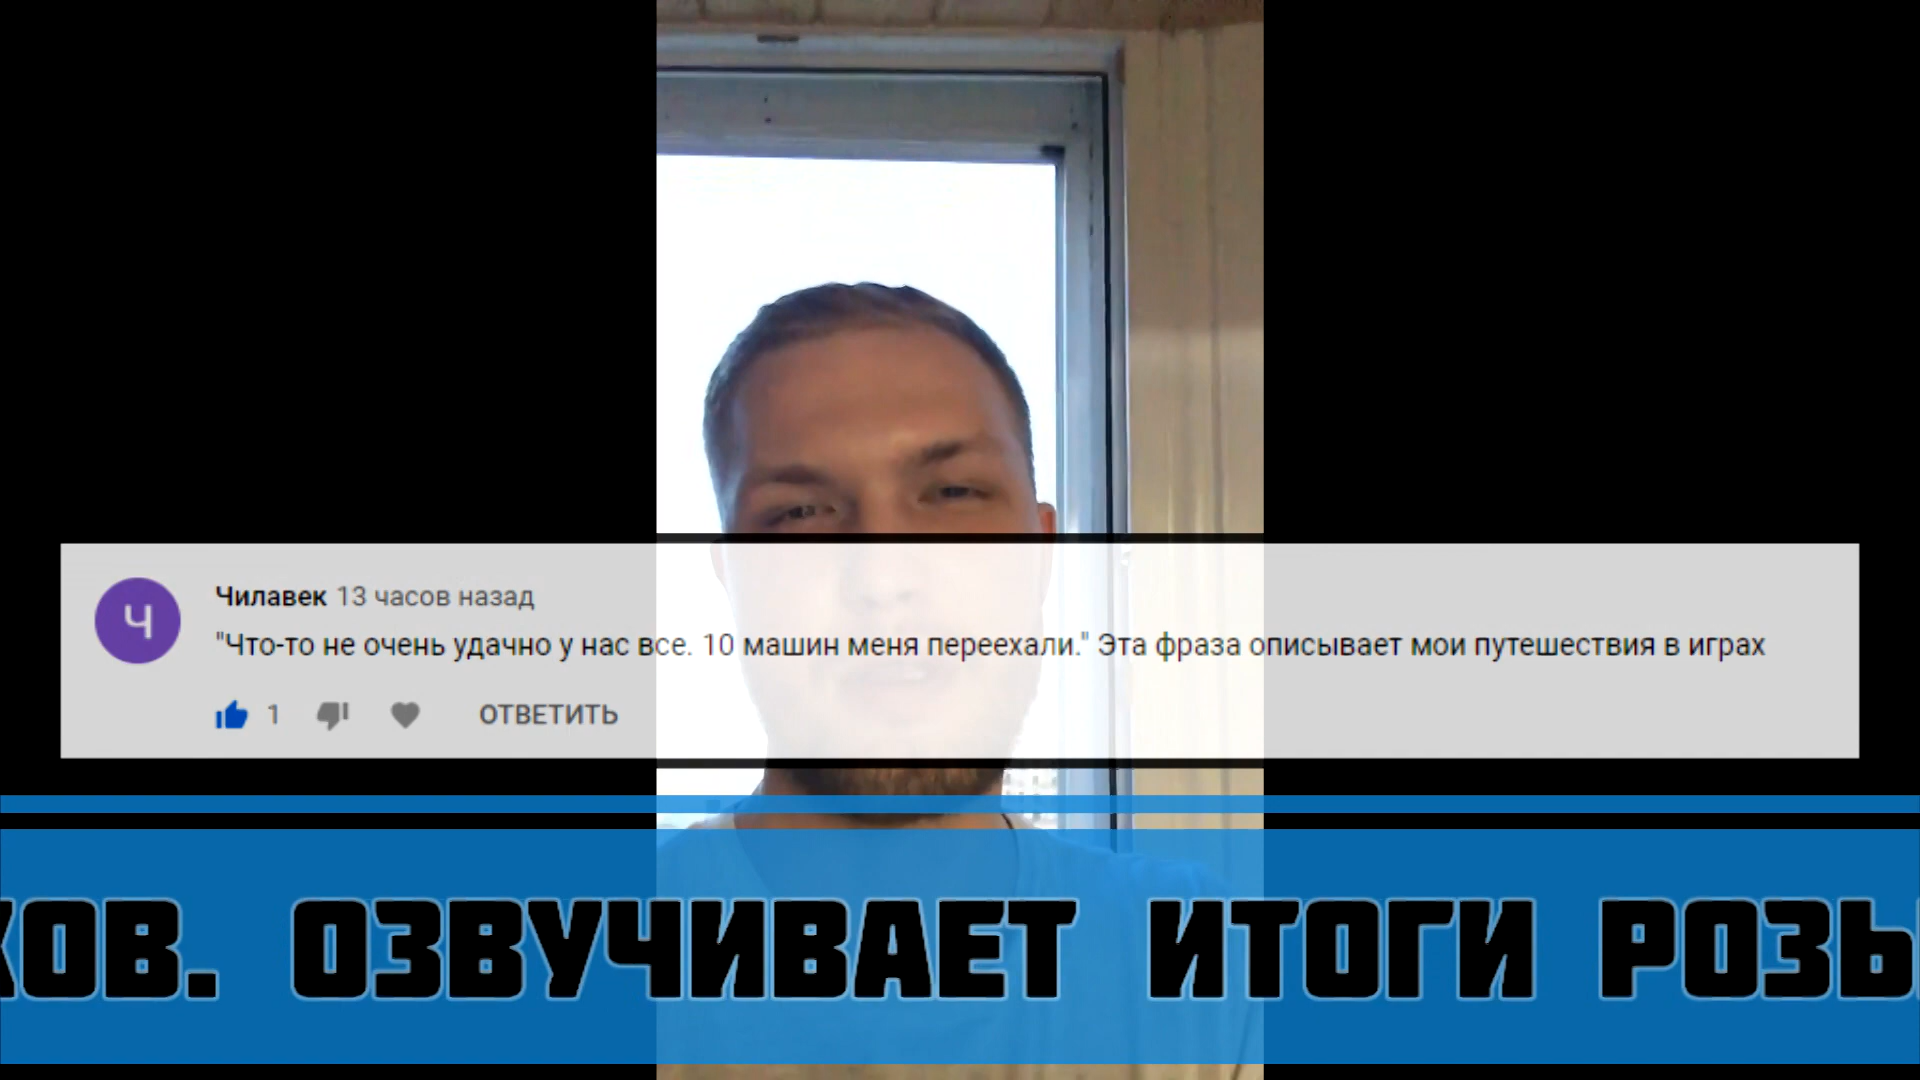 Ч
Чилавек 13 часов назад
"Что-то не очень удачно у нас все. 10 машин меня переехали." Эта фраза описывает мои путешествия в играх
1
ОТВЕТИТЬ
ОЗВУЧИВАЕТ ИТОГИ